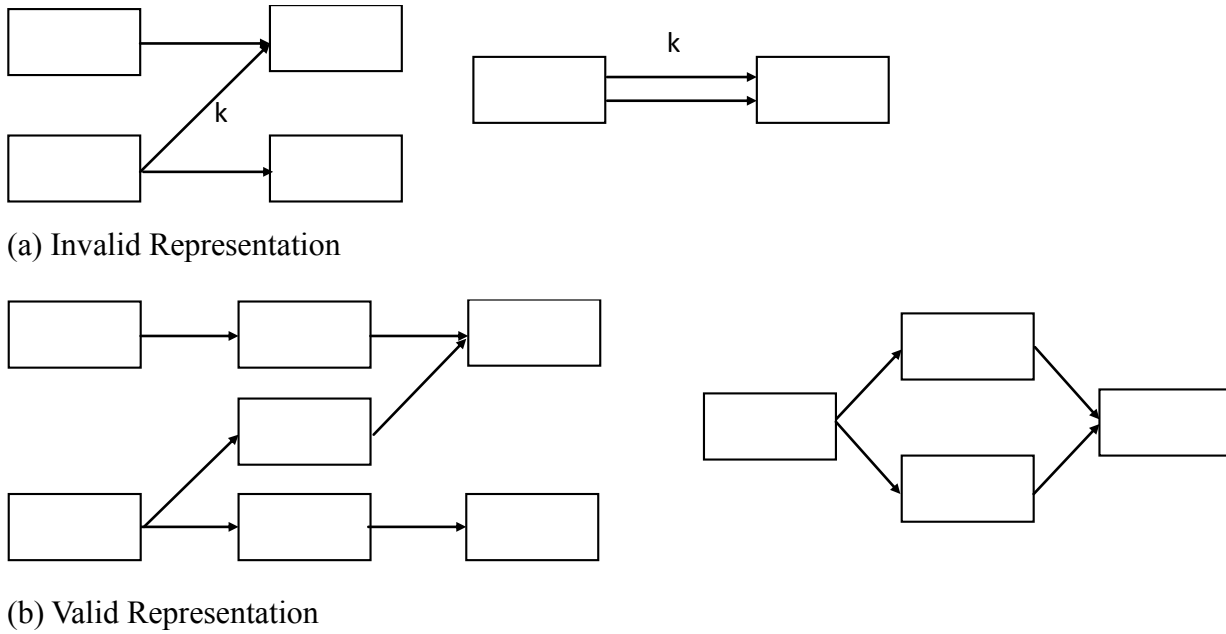 k
k
(a) Invalid Representation
(b) Valid Representation